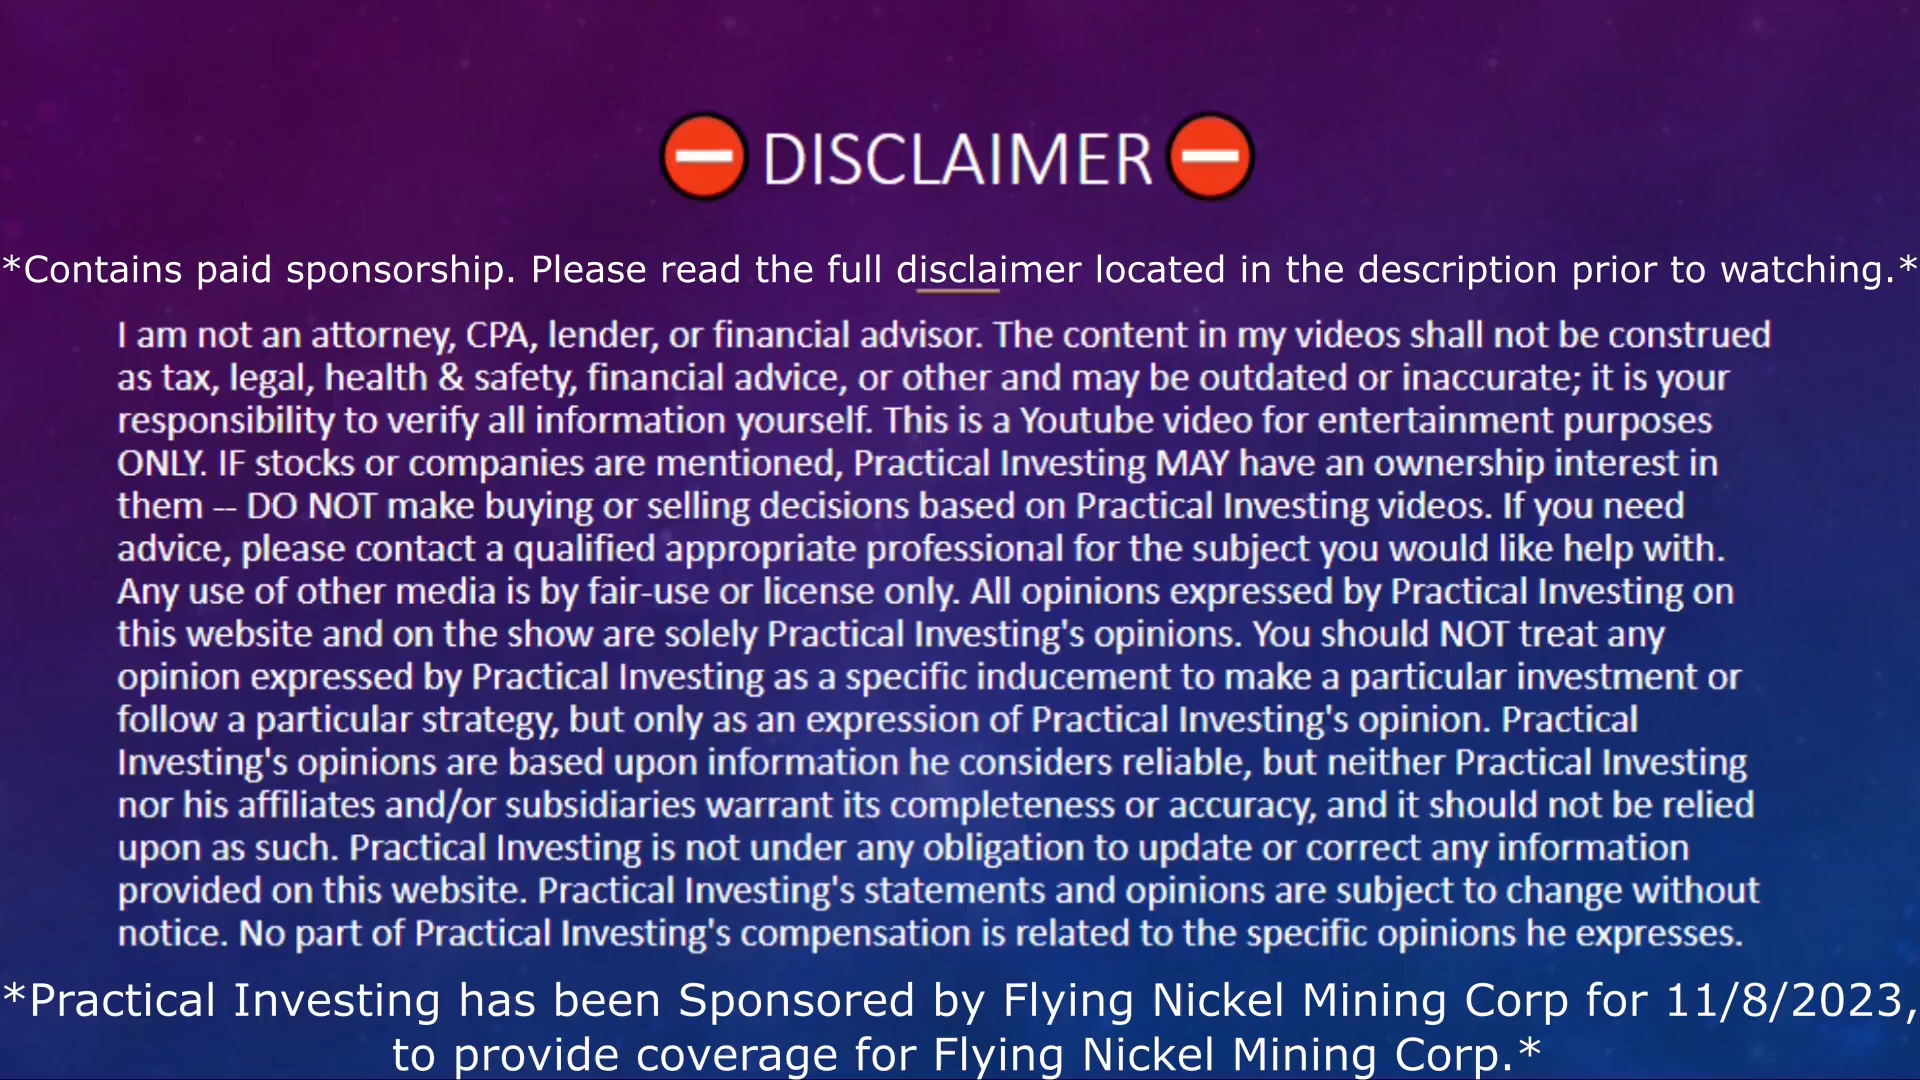 ⛔ DISCLAIMER ⛔
*Contains paid sponsorship. Please read the full disclaimer located in the description prior to watching.*
I am not an attorney, CPA, lender, or financial advisor. The content in my videos shall not be construed
as tax, legal, health & safety, financial advice, or other and may be outdated or inaccurate; it is your
responsibility to verify all information yourself. This is a Youtube video for entertainment purposes
ONLY. IF stocks or companies are mentioned, Practical Investing MAY have an ownership interest in
them -- DO NOT make buying or selling decisions based on Practical Investing videos. If you need
advice, please contact a qualified appropriate professional for the subject you would like help with.
Any use of other media is by fair-use or license only. All opinions expressed by Practical Investing on
this website and on the show are solely Practical Investing's opinions. You should NOT treat any
opinion expressed by Practical Investing as a specific inducement to make a particular investment or
follow a particular strategy, but only as an expression of Practical Investing's opinion. Practical
Investing's opinions are based upon information he considers reliable, but neither Practical Investing
nor his affiliates and/or subsidiaries warrant its completeness or accuracy, and it should not be relied
upon as such. Practical Investing is not under any obligation to update or correct any information
provided on this website. Practical Investing's statements and opinions are subject to change without
notice. No part of Practical Investing's compensation is related to the specific opinions he expresses.
*Practical Investing has been Sponsored by Flying Nickel Mining Corp for 11/8/2023,
to provide coverage for Flying Nickel Mining Corp.*